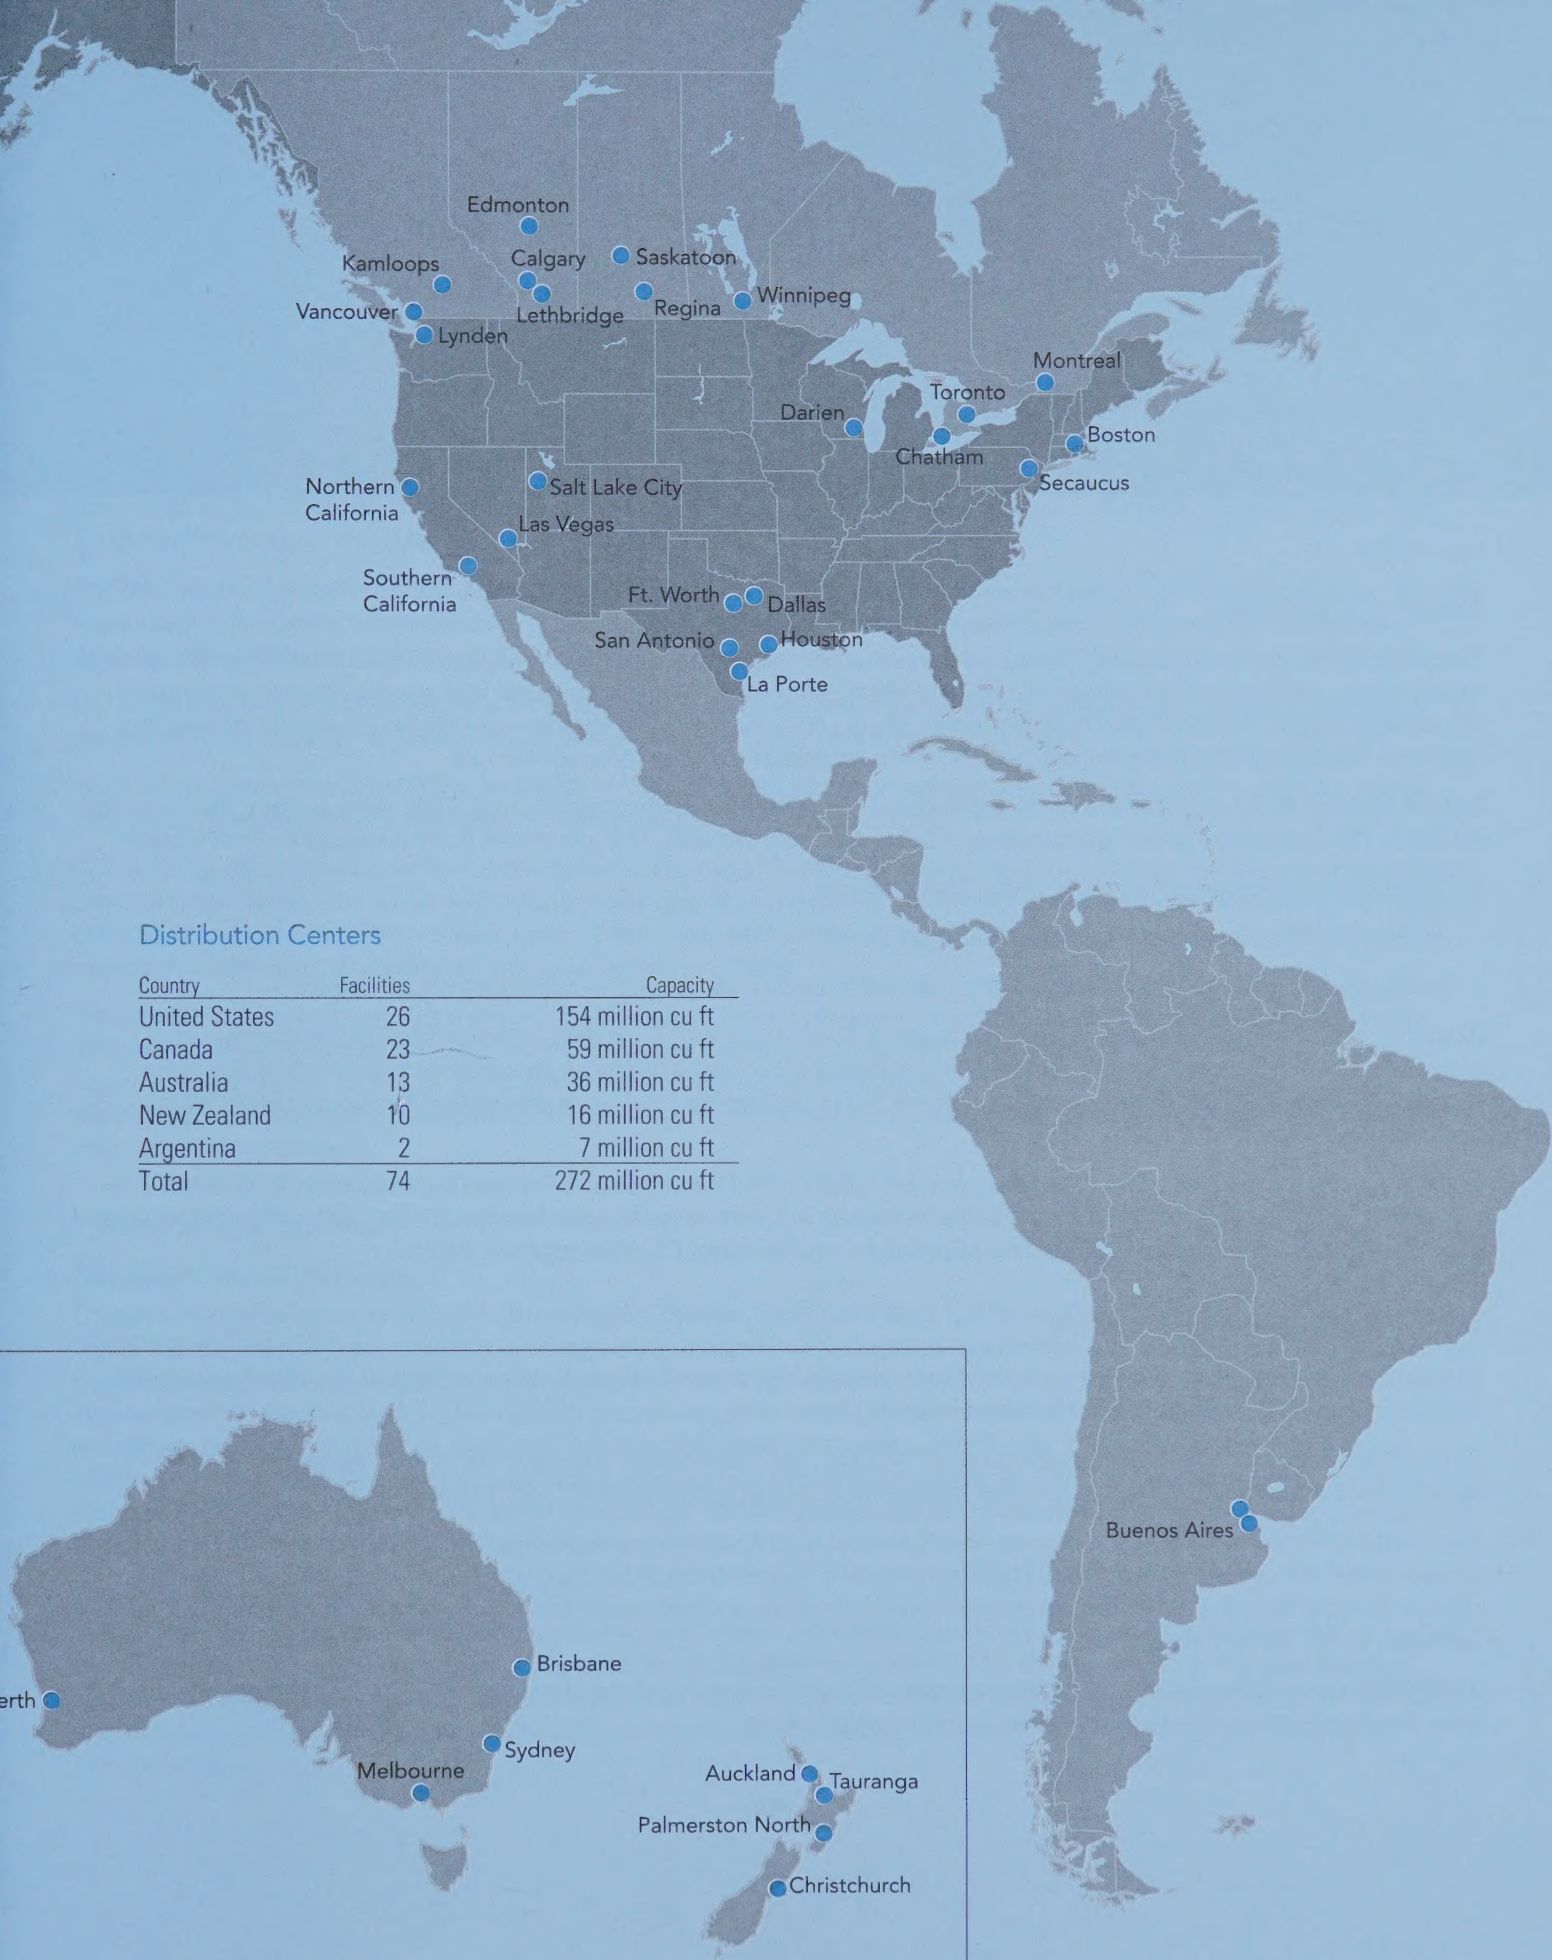 Edmonton
Calgary
Saskatoon
Kamloops
Lethbridge
Regina
Winnipeg
Vancouver
Lynden
Montreal
Toronto
Darien
Boston
Chatham
Secaucus
Northern
California
Salt Lake City
Las Vegas
Southern
California
Ft. Worth
Dallas
San Antonio
Houston
La Porte
Distribution Centers
Country Facilities Capacity
United States 26 154 million cu ft
Canada 23 59 million cu ft
Australia 13 36 million cu ft
New Zealand 10 16 million cu ft
Argentina 2 7 million cu ft
Total 74 272 million cu ft
Buenos Aires
Brisbane
erth
Sydney
Melbourne
Auckland
Tauranga
Palmerston North
Christchurch